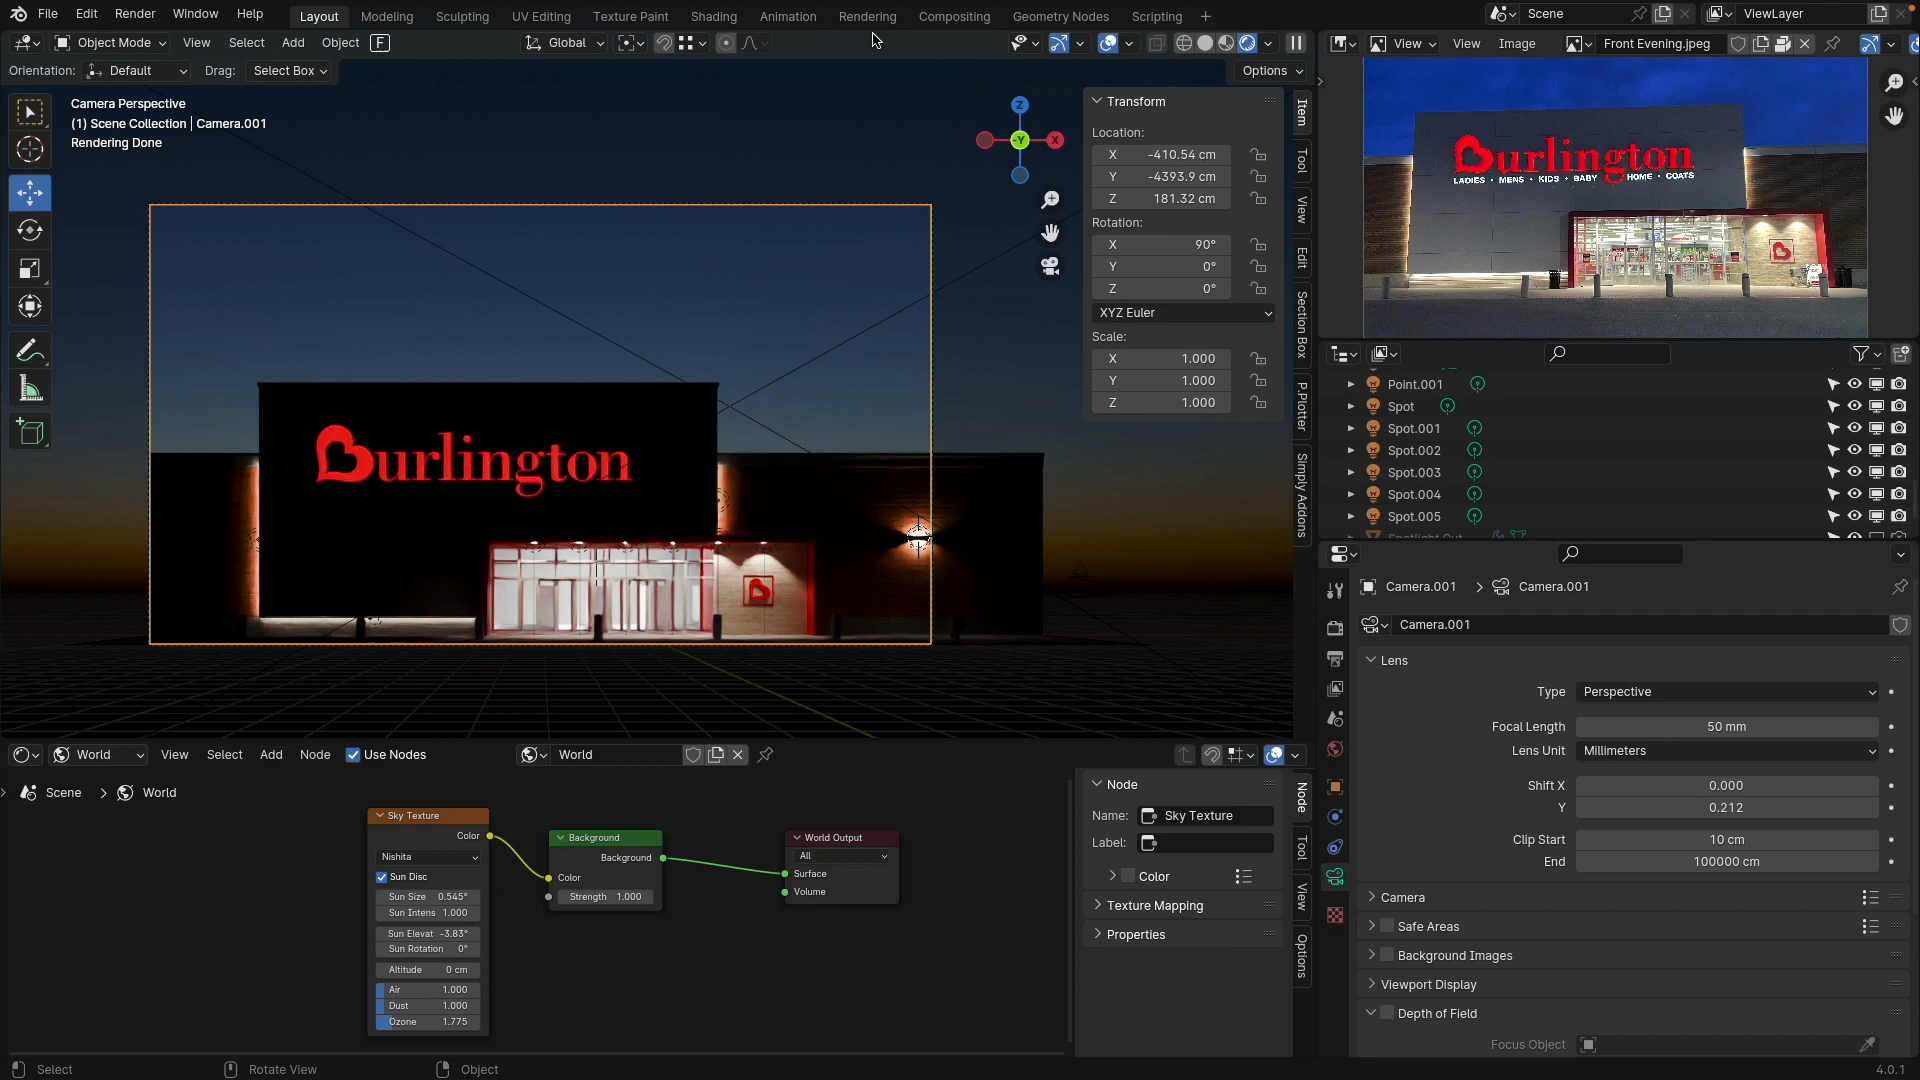 File Edit Render Window Help Layout Modeling Sculpting UV Editing Texture Paint Shading Animation Rendering Compositing Geometry Nodes Scripting + Scene ViewLayer
Object Mode View Select Add Object F Global View View Image Front Evening.jpeg
Orientation: Default Drag: Select Box Options
Camera Perspective
(1) Scene Collection | Camera.001
Rendering Done
Z
-Y
X
Transform
Location:
X -410.54 cm
Y -4393.9 cm
Z 181.32 cm
Rotation:
X 90°
Y 0°
Z 0°
XYZ Euler
Scale:
X 1.000
Y 1.000
Z 1.000
Item
Tool
View
Edit
Section Box
P.Plotter
Simply Addons
Burlington
Burlington
LADIES • MENS • KIDS • BABY HOME • COATS
Point.001
Spot
Spot.001
Spot.002
Spot.003
Spot.004
Spot.005
Camera.001 > Camera.001
Camera.001
Lens
Type Perspective
Focal Length 50 mm
Lens Unit Millimeters
Shift X 0.000
Y 0.212
Clip Start 10 cm
End 100000 cm
Camera
Safe Areas
Background Images
Viewport Display
Depth of Field
Focus Object
World View Select Add Node Use Nodes World
Scene > World
Sky Texture
Color
Nishita
Sun Disc
Sun Size 0.545°
Sun Intens 1.000
Sun Elevat -3.83°
Sun Rotation 0°
Altitude 0 cm
Air 1.000
Dust 1.000
Ozone 1.775
Background
Background
Color
Strength 1.000
World Output
All
Surface
Volume
Node
Name: Sky Texture
Label:
Color
Texture Mapping
Properties
Node
Tool
View
Options
Select Rotate View Object 4.0.1